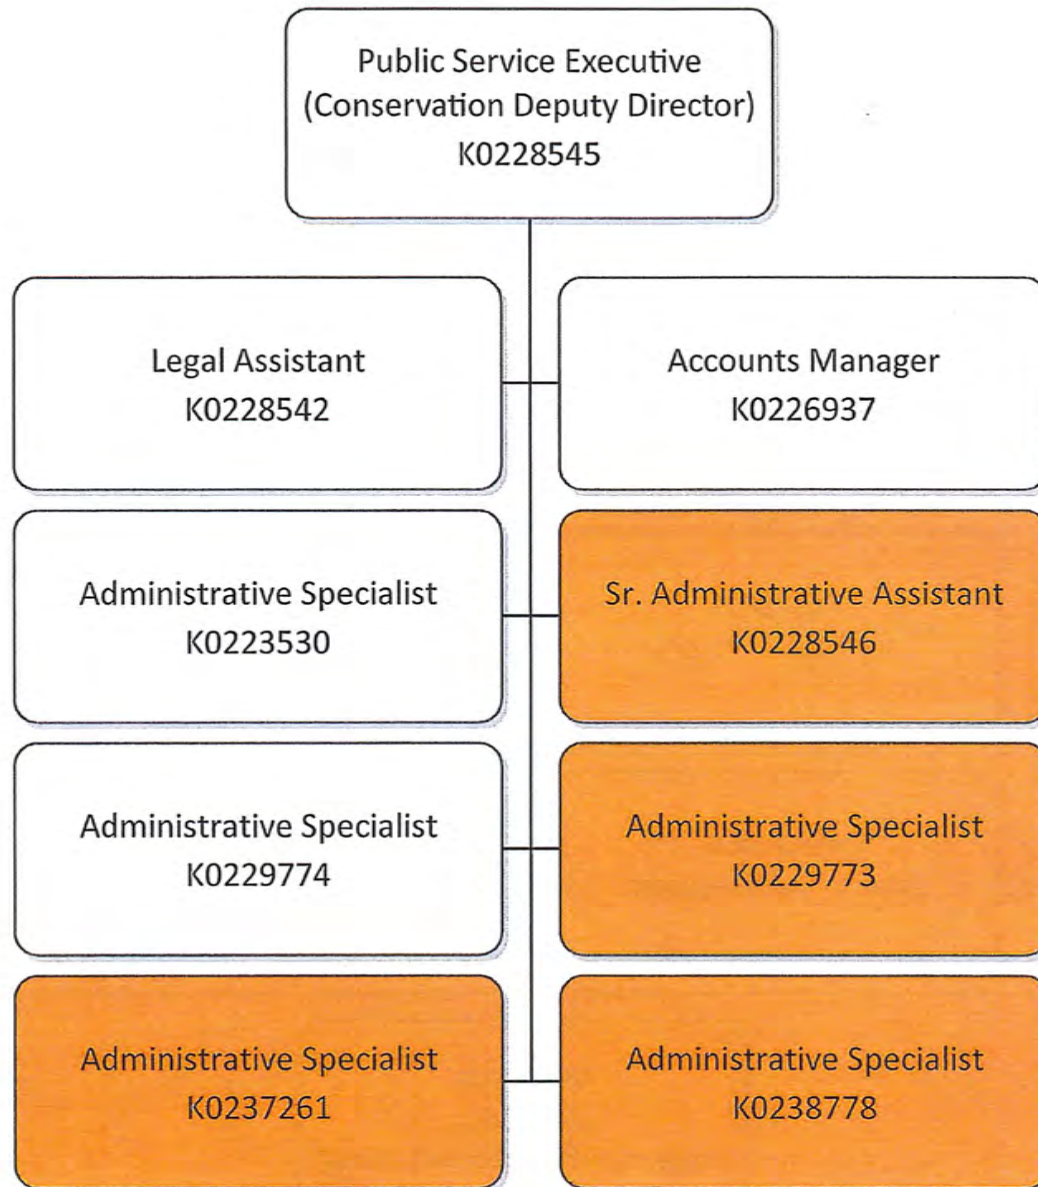 Public Service Executive
(Conservation Deputy Director)
K0228545
Legal Assistant
K0228542
Accounts Manager
K0226937
Administrative Specialist
K0223530
Sr. Administrative Assistant
K0228546
Administrative Specialist
K0229774
Administrative Specialist
K0229773
Administrative Specialist
K0237261
Administrative Specialist
K0238778